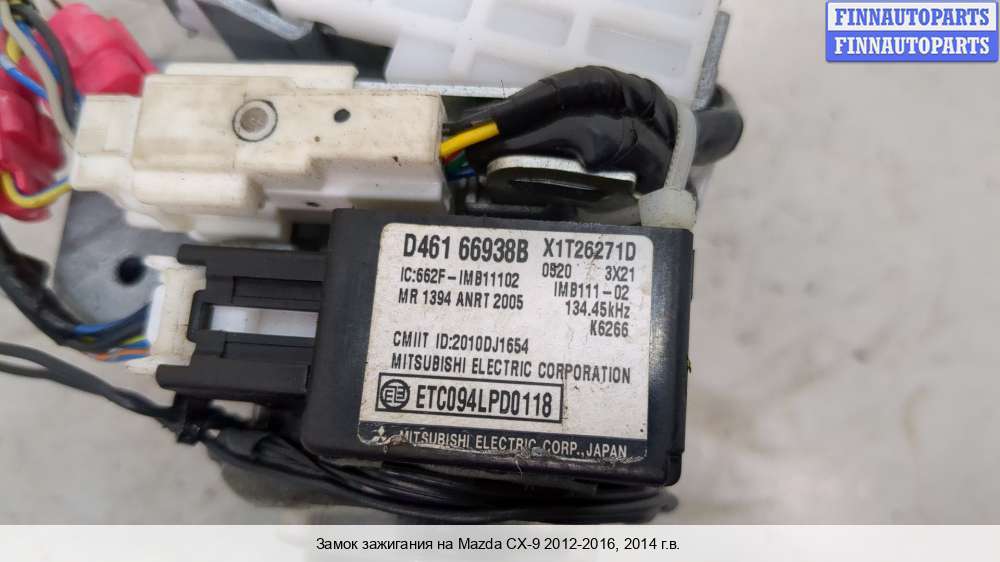 FINNAUTOPARTS
FINNAUTOPARTS
D461 66938B X1T26271D
IC:662F-IMB11102 0520 3X21
MR 1394 ANRT 2005 IMB111-02
134.45kHz
K6266
CMIIT ID:2010DJ1654
MITSUBISHI ELECTRIC CORPORATION
ETC094LPD0118
MITSUBISHI ELECTRIC CORP., JAPAN
Замок зажигания на Mazda CX-9 2012-2016, 2014 г.в.